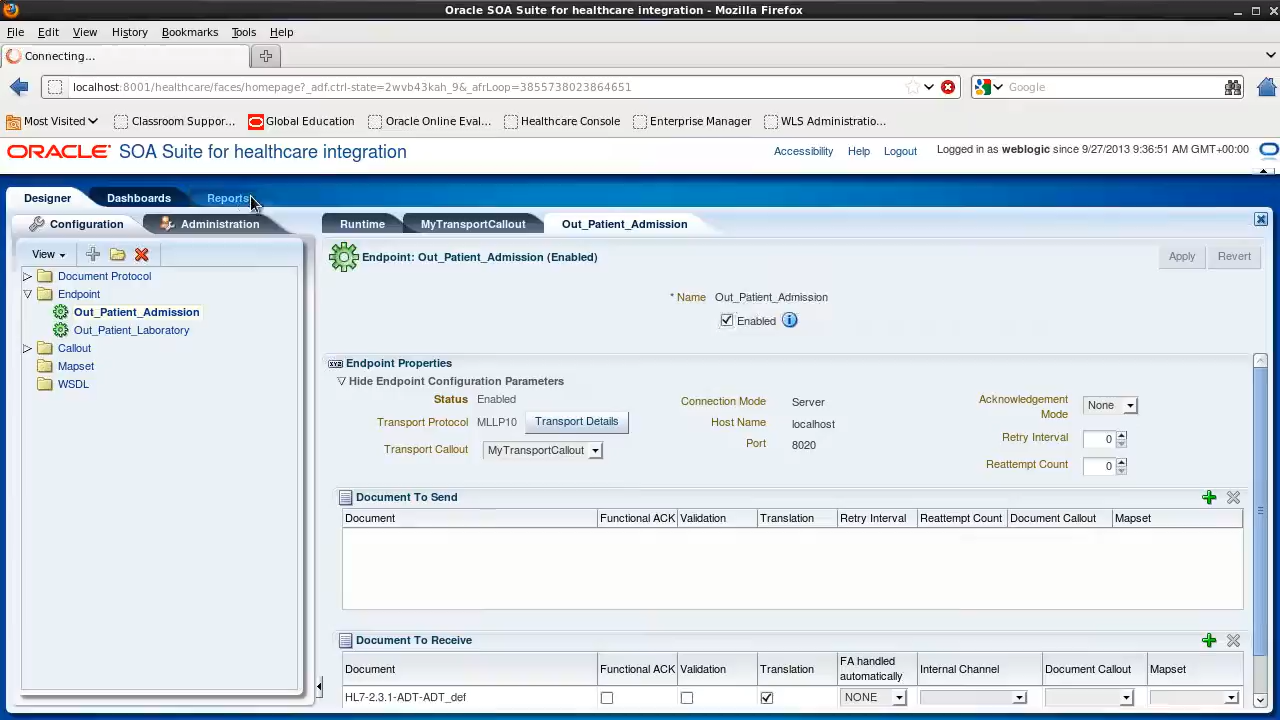 Oracle SOA Suite for healthcare integration - Mozilla Firefox
File Edit View History Bookmarks Tools Help
Connecting...
localhost:8001/healthcare/faces/home
e?_adf.ctrl-state=2wvb43kah_9&_afrLoop=3855739023864651
Google
Most Visited
Classroom Suppor...
Global Education
Oracle Online Eval...
Healthcare Console
Enterprise Manager
WLS Administratio...
ORACLE SOA Suite for healthcare integration
Accessibility Help Logout Logged in as weblogic since 9/27/2013 9:36:51 AM GMT+00:00
Designer Dashboards Reports
Configuration Administration
Runtime MyTransportCallout Out_Patient_Admission
View
Document Protocol
Endpoint
Out_Patient_Admission
Out_Patient_Laboratory
Callout
Mapset
WSDL
Endpoint: Out_Patient_Admission (Enabled)
Apply Revert
* Name Out_Patient_Admission
Enabled
Endpoint Properties
Hide Endpoint Configuration Parameters
Status Enabled
Transport Protocol MLLP10 Transport Details
Transport Callout MyTransportCallout
Connection Mode Server
Host Name localhost
Port 8020
Acknowledgement Mode None
Retry Interval 0
Reattempt Count 0
Document To Send
Document Functional ACK Validation Translation Retry Interval Reattempt Count Document Callout Mapset
Document To Receive
Document Functional ACK Validation Translation FA handled automatically Internal Channel Document Callout Mapset
HL7-2.3.1-ADT-ADT_def NONE